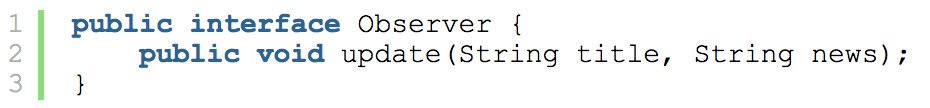 1 public interface Observer {
2     public void update(String title, String news);
3 }